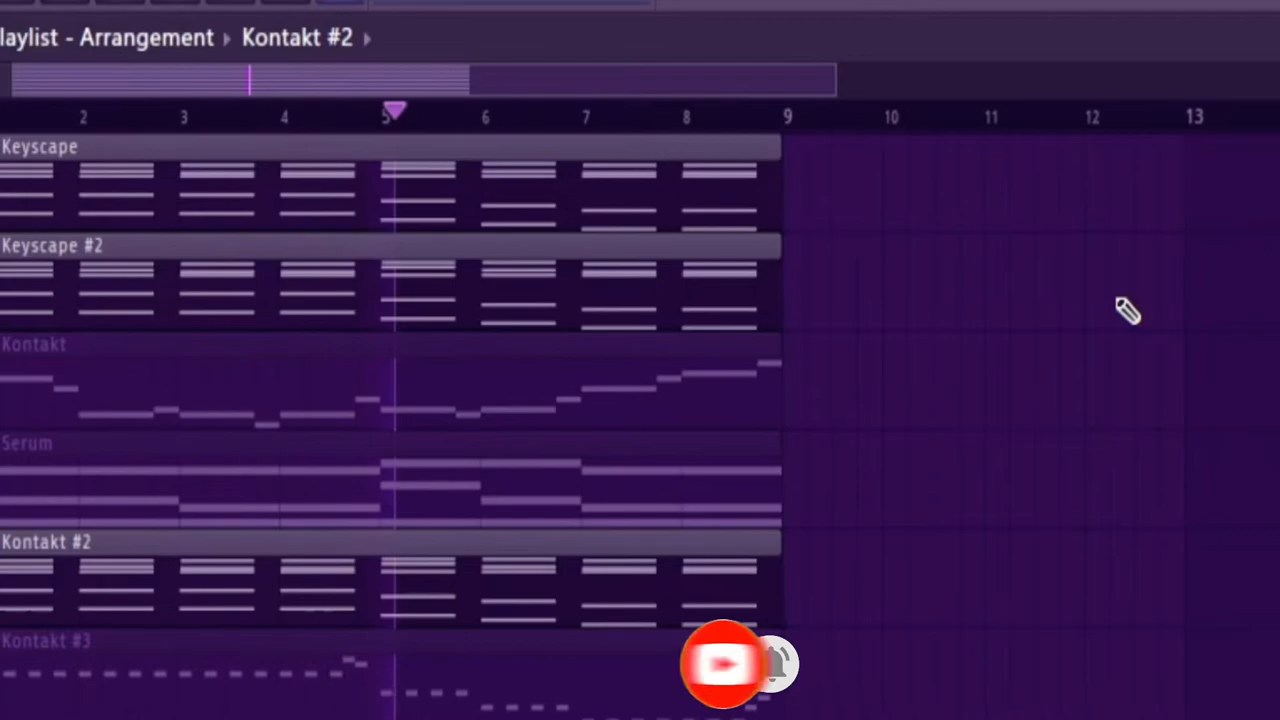 laylist - Arrangement › Kontakt #2 ›
2 3 4 5 6 7 8 9 10 11 12 13
Keyscape
Keyscape #2
Kontakt
Serum
Kontakt #2
Kontakt #3